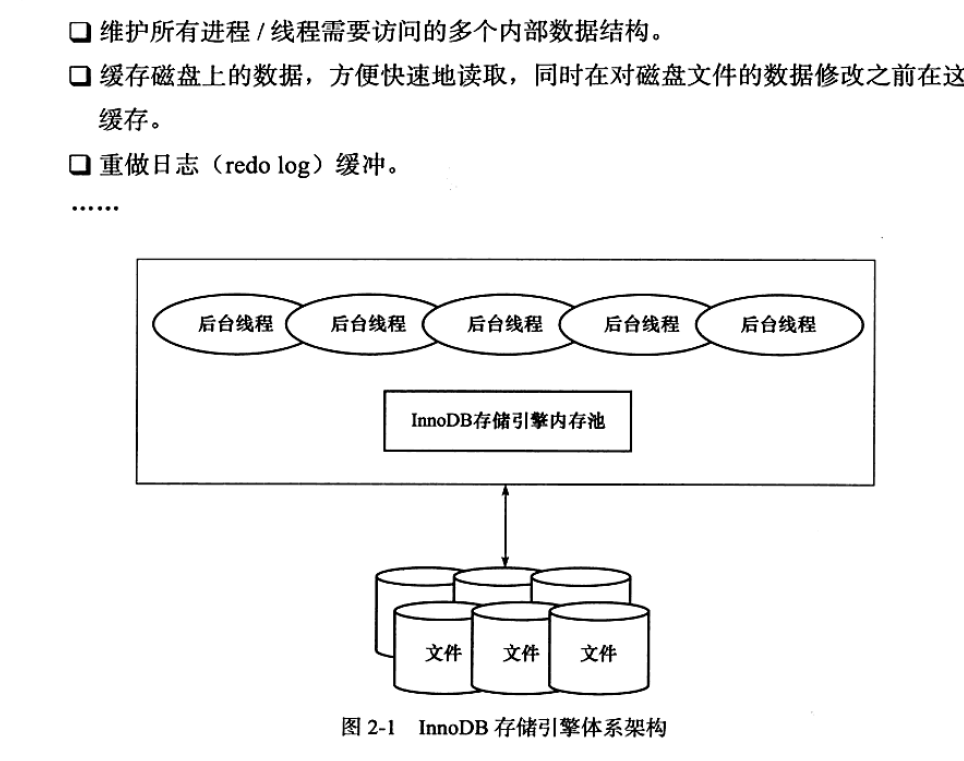 ❑ 维护所有进程 / 线程需要访问的多个内部数据结构。
❑ 缓存磁盘上的数据，方便快速地读取，同时在对磁盘文件的数据修改之前在这
缓存。
❑ 重做日志（redo log）缓冲。
……
后台线程 后台线程 后台线程 后台线程 后台线程
InnoDB存储引擎内存池
文件 文件 文件
图 2-1 InnoDB 存储引擎体系架构